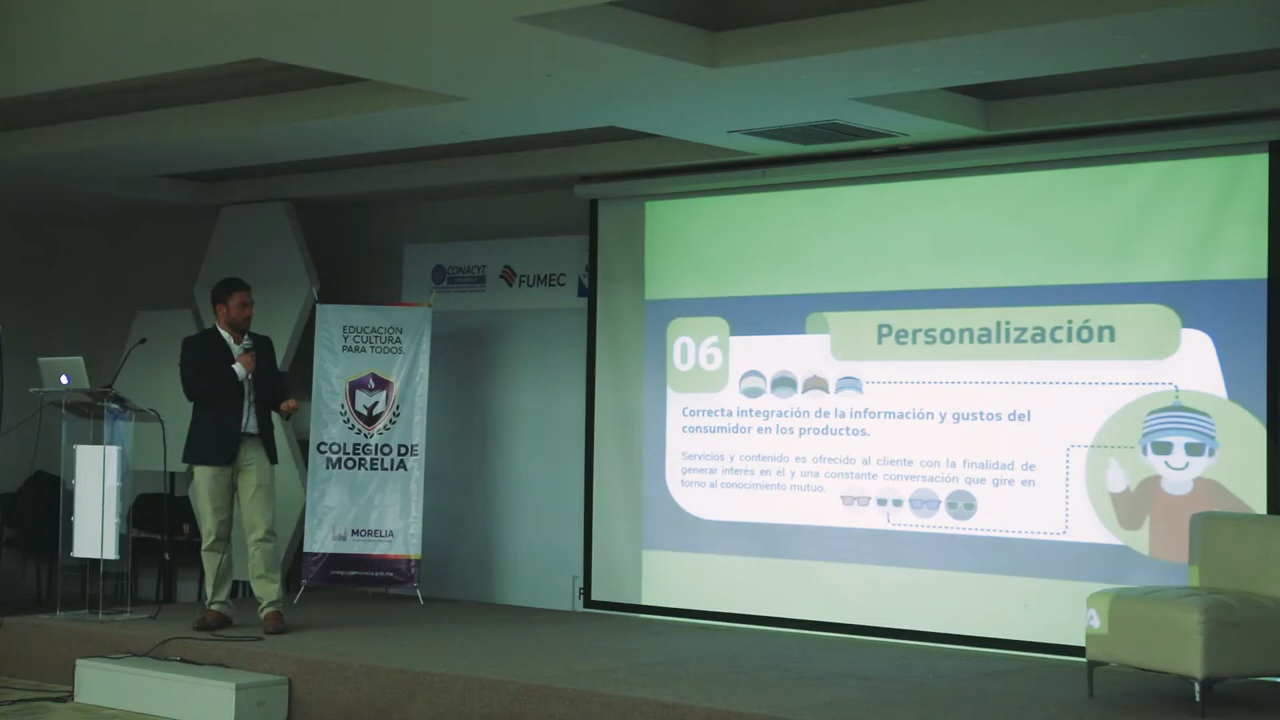 CONACYT
FUMEC
EDUCACIÓN
Y CULTURA
PARA TODOS.
COLEGIO DE
MORELIA
MORELIA
06
Personalización
Correcta integración de la información y gustos del
consumidor en los productos.
Servicios y contenido es ofrecido al cliente con la finalidad de
generar interés en él y una constante conversación que gire en
torno al conocimiento mutuo.